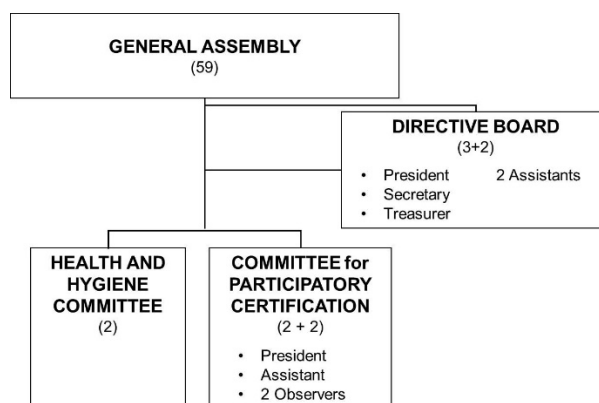 GENERAL ASSEMBLY
(59)
DIRECTIVE BOARD
(3+2)
• President 2 Assistants
• Secretary
• Treasurer
HEALTH AND
HYGIENE
COMMITTEE
(2)
COMMITTEE for
PARTICIPATORY
CERTIFICATION
(2 + 2)
• President
• Assistant
• 2 Observers